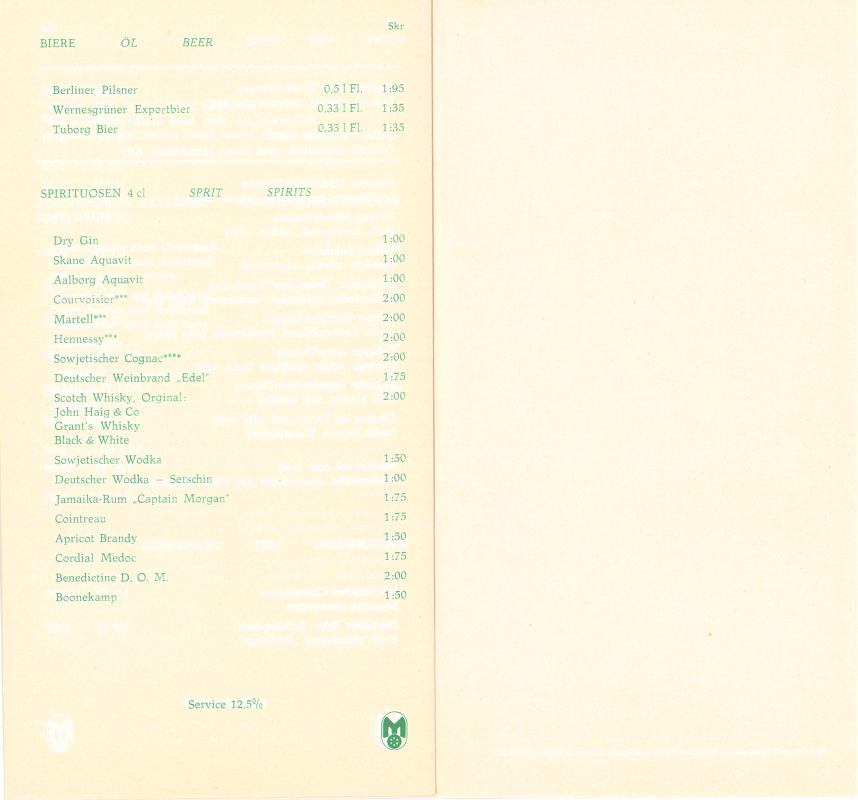 Skr
BIERE ÖL BEER
Berliner Pilsner 0,5 l Fl. 1:95
Wernesgrüner Exportbier 0,33 l Fl. 1:35
Tuborg Bier 0,33 l Fl. 1:35
SPIRITUOSEN 4 cl SPRIT SPIRITS
Dry Gin 1:00
Skane Aquavit 1:00
Aalborg Aquavit 1:00
Courvoisier*** 2:00
Martell*** 2:00
Hennessy*** 2:00
Sowjetischer Cognac**** 2:00
Deutscher Weinbrand „Edel" 1:75
Scotch Whisky, Orginal: 2:00
John Haig & Co
Grant's Whisky
Black & White
Sowjetischer Wodka 1:50
Deutscher Wodka – Serschin 1:00
Jamaika-Rum „Captain Morgan" 1:75
Cointreau 1:75
Apricot Brandy 1:50
Cordial Medoc 1:75
Benedictine D. O. M. 2:00
Boonekamp 1:50
Service 12,5%
M